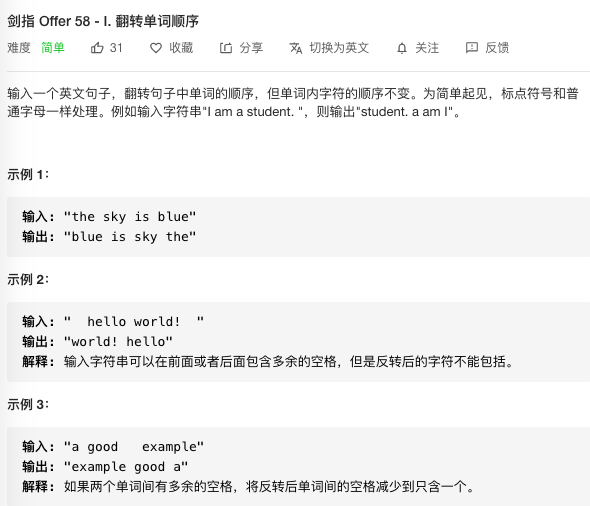 剑指 Offer 58 - I. 翻转单词顺序
难度 简单 31 收藏 分享 切换为英文 关注 反馈
输入一个英文句子，翻转句子中单词的顺序，但单词内字符的顺序不变。为简单起见，标点符号和普
通字母一样处理。例如输入字符串"I am a student. "，则输出"student. a am I"。
示例 1：
输入: "the sky is blue"
输出: "blue is sky the"
示例 2：
输入: "  hello world!  "
输出: "world! hello"
解释: 输入字符串可以在前面或者后面包含多余的空格，但是反转后的字符不能包括。
示例 3：
输入: "a good   example"
输出: "example good a"
解释: 如果两个单词间有多余的空格，将反转后单词间的空格减少到只含一个。